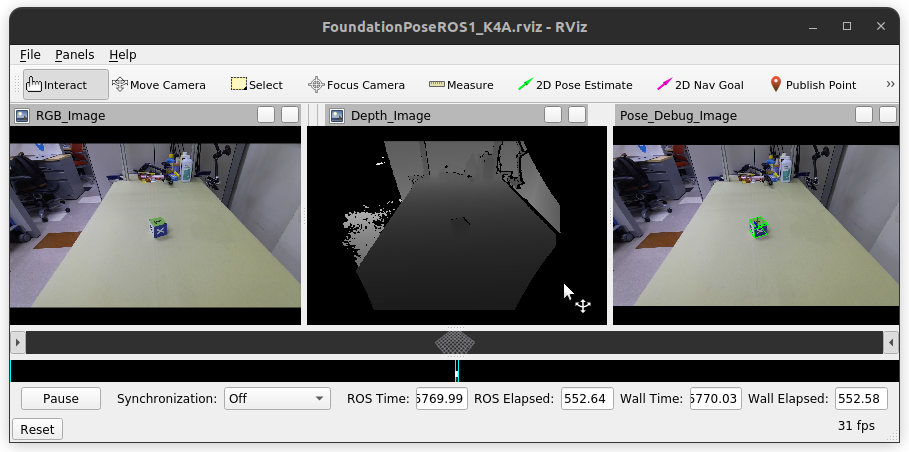 FoundationPoseROS1_K4A.rviz - RViz
File Panels Help
Interact Move Camera Select Focus Camera Measure 2D Pose Estimate 2D Nav Goal Publish Point »
RGB_Image Depth_Image Pose_Debug_Image
Pause Synchronization: Off ROS Time: 5769.99 ROS Elapsed: 552.64 Wall Time: 5770.03 Wall Elapsed: 552.58
Reset 31 fps